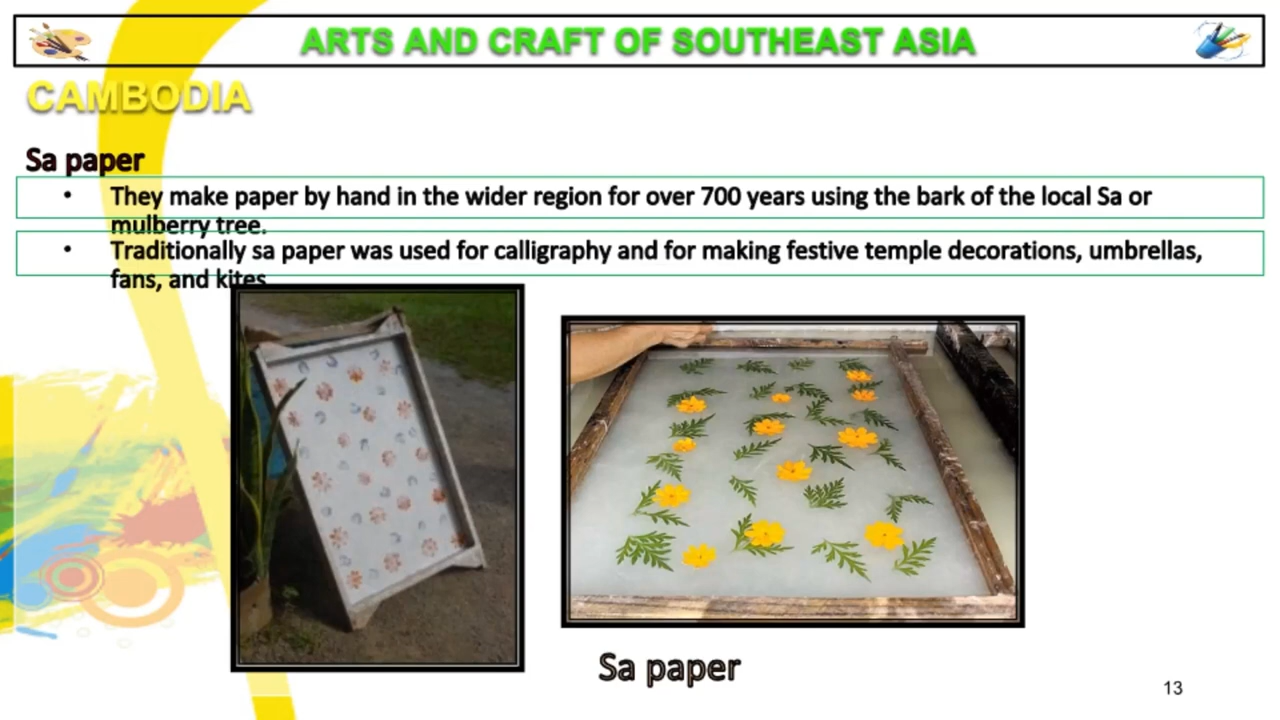 ARTS AND CRAFT OF SOUTHEAST ASIA
CAMBODIA
Sa paper
• They make paper by hand in the wider region for over 700 years using the bark of the local Sa or
mulberry tree.
• Traditionally sa paper was used for calligraphy and for making festive temple decorations, umbrellas,
fans, and kites
Sa paper
13